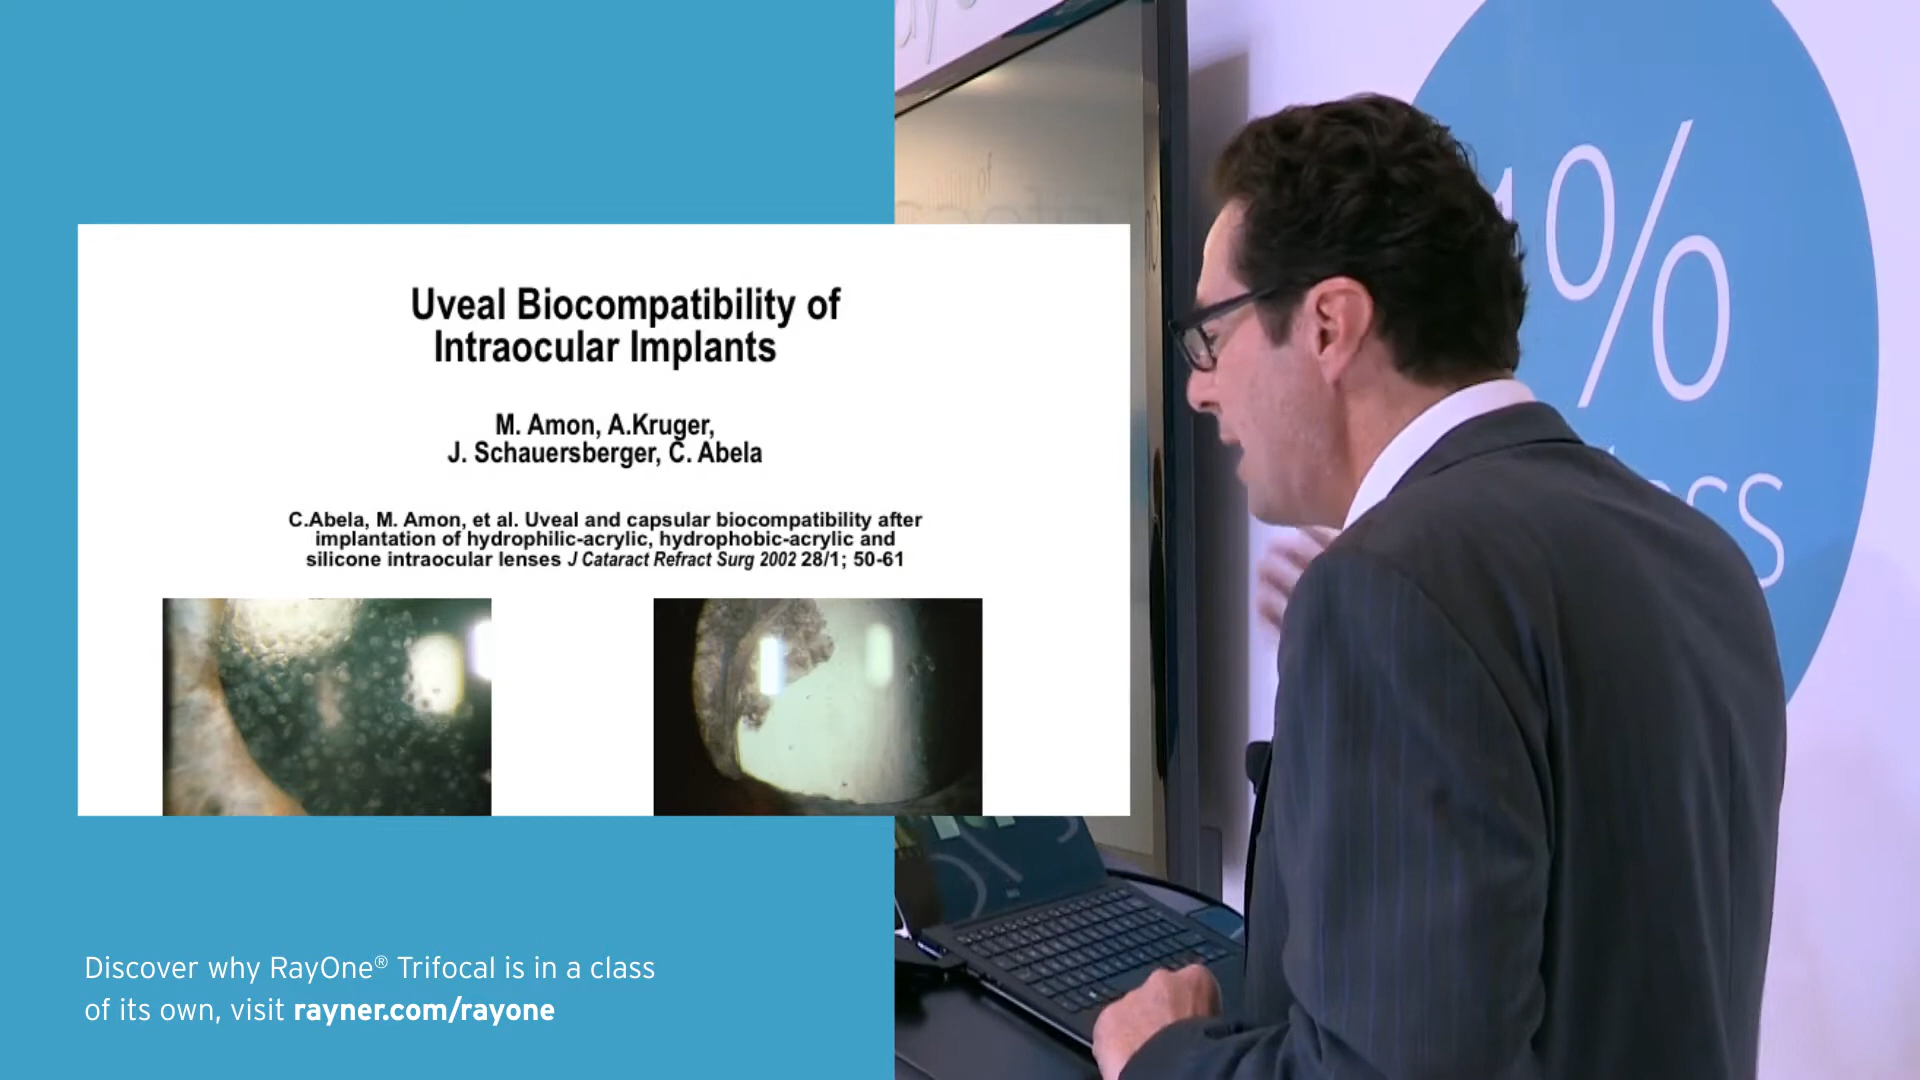 Uveal Biocompatibility of
Intraocular Implants
M. Amon, A.Kruger,
J. Schauersberger, C. Abela
C.Abela, M. Amon, et al. Uveal and capsular biocompatibility after
implantation of hydrophilic-acrylic, hydrophobic-acrylic and
silicone intraocular lenses J Cataract Refract Surg 2002 28/1; 50-61
Discover why RayOne® Trifocal is in a class
of its own, visit rayner.com/rayone
%